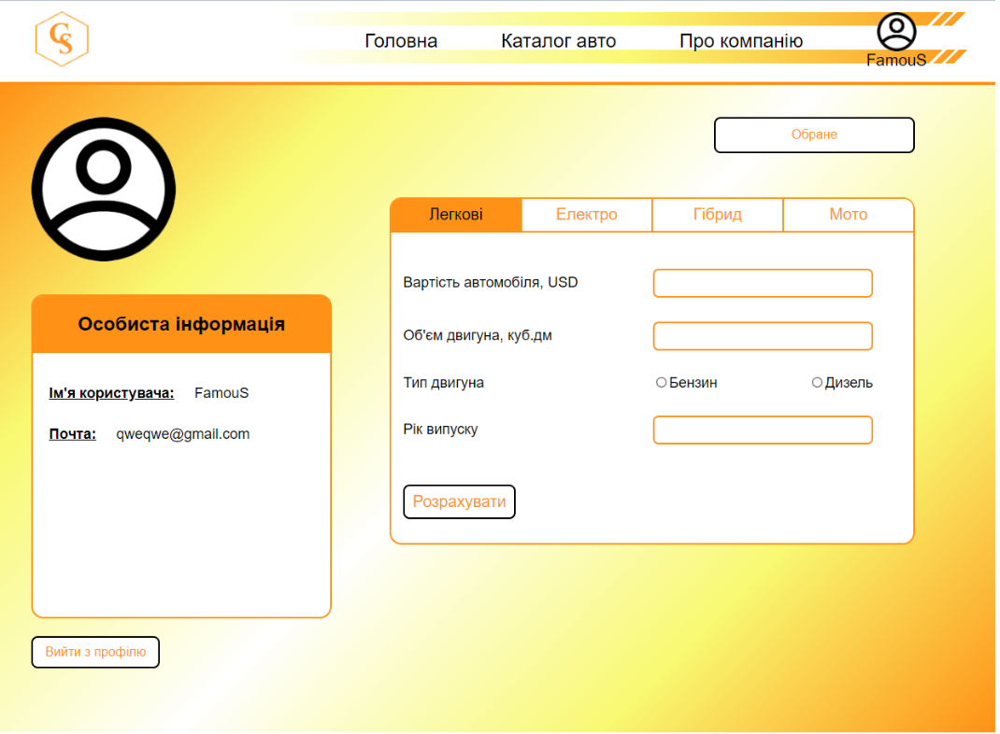 CS
Головна Каталог авто Про компанію
FamouS
Обране
Легкові Електро Гібрид Мото
Вартість автомобіля, USD
Об'єм двигуна, куб.дм
Тип двигуна Бензин Дизель
Рік випуску
Розрахувати
Особиста інформація
Ім'я користувача: FamouS
Почта: qweqwe@gmail.com
Вийти з профілю